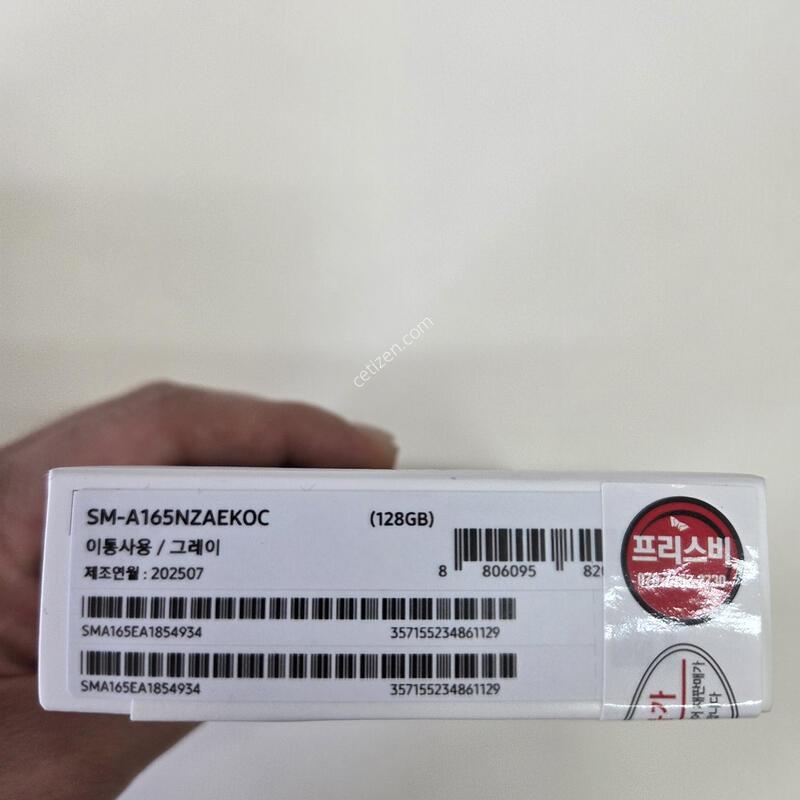 cetizen.com
SM-A165NZAEKOC (128GB)
이동사용 / 그레이
제조연월 : 202507
8 806095 820
SMA165EA1854934 357155234861129
SMA165EA1854934 357155234861129
프리스비